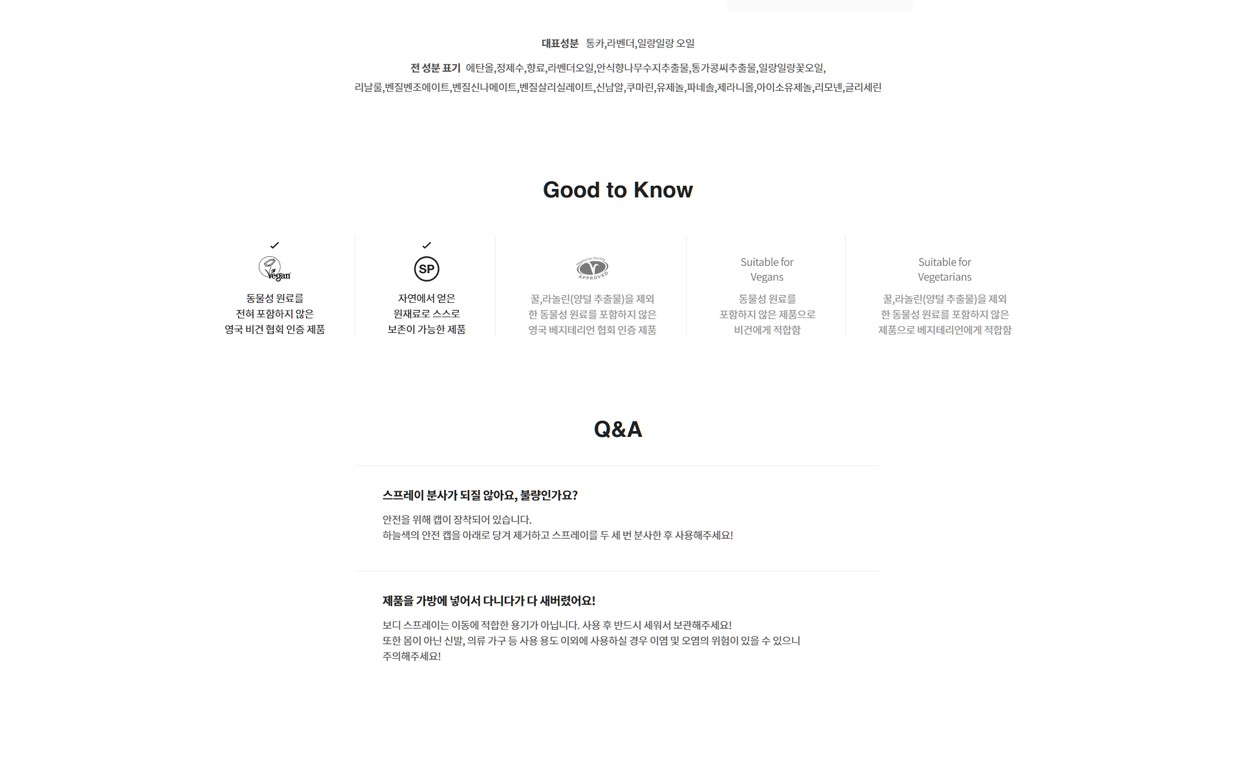 대표성분 통카,라벤더,일랑일랑 오일
전 성분 표기 에탄올,정제수,향료,라벤더오일,안식향나무수지추출물,통가콩씨추출물,일랑일랑꽃오일,
리날룰,벤질벤조에이트,벤질신나메이트,벤질살리실레이트,신남알,쿠마린,유제놀,파네솔,제라니올,아이소유제놀,리모넨,글리세린
Good to Know
Vegan
동물성 원료를
전혀 포함하지 않은
영국 비건 협회 인증 제품
SP
자연에서 얻은
원재료로 스스로
보존이 가능한 제품
APPROVED
꿀,라놀린(양털 추출물)을 제외
한 동물성 원료를 포함하지 않은
영국 베지테리언 협회 인증 제품
Suitable for
Vegans
동물성 원료를
포함하지 않은 제품으로
비건에게 적합함
Suitable for
Vegetarians
꿀,라놀린(양털 추출물)을 제외
한 동물성 원료를 포함하지 않은
제품으로 베지테리언에게 적합함
Q&A
스프레이 분사가 되질 않아요, 불량인가요?
안전을 위해 캡이 장착되어 있습니다.
하늘색의 안전 캡을 아래로 당겨 제거하고 스프레이를 두 세 번 분사한 후 사용해주세요!
제품을 가방에 넣어서 다니다가 다 새버렸어요!
보디 스프레이는 이동에 적합한 용기가 아닙니다. 사용 후 반드시 세워서 보관해주세요!
또한 몸이 아닌 신발, 의류 가구 등 사용 용도 이외에 사용하실 경우 이염 및 오염의 위험이 있을 수 있으니
주의해주세요!